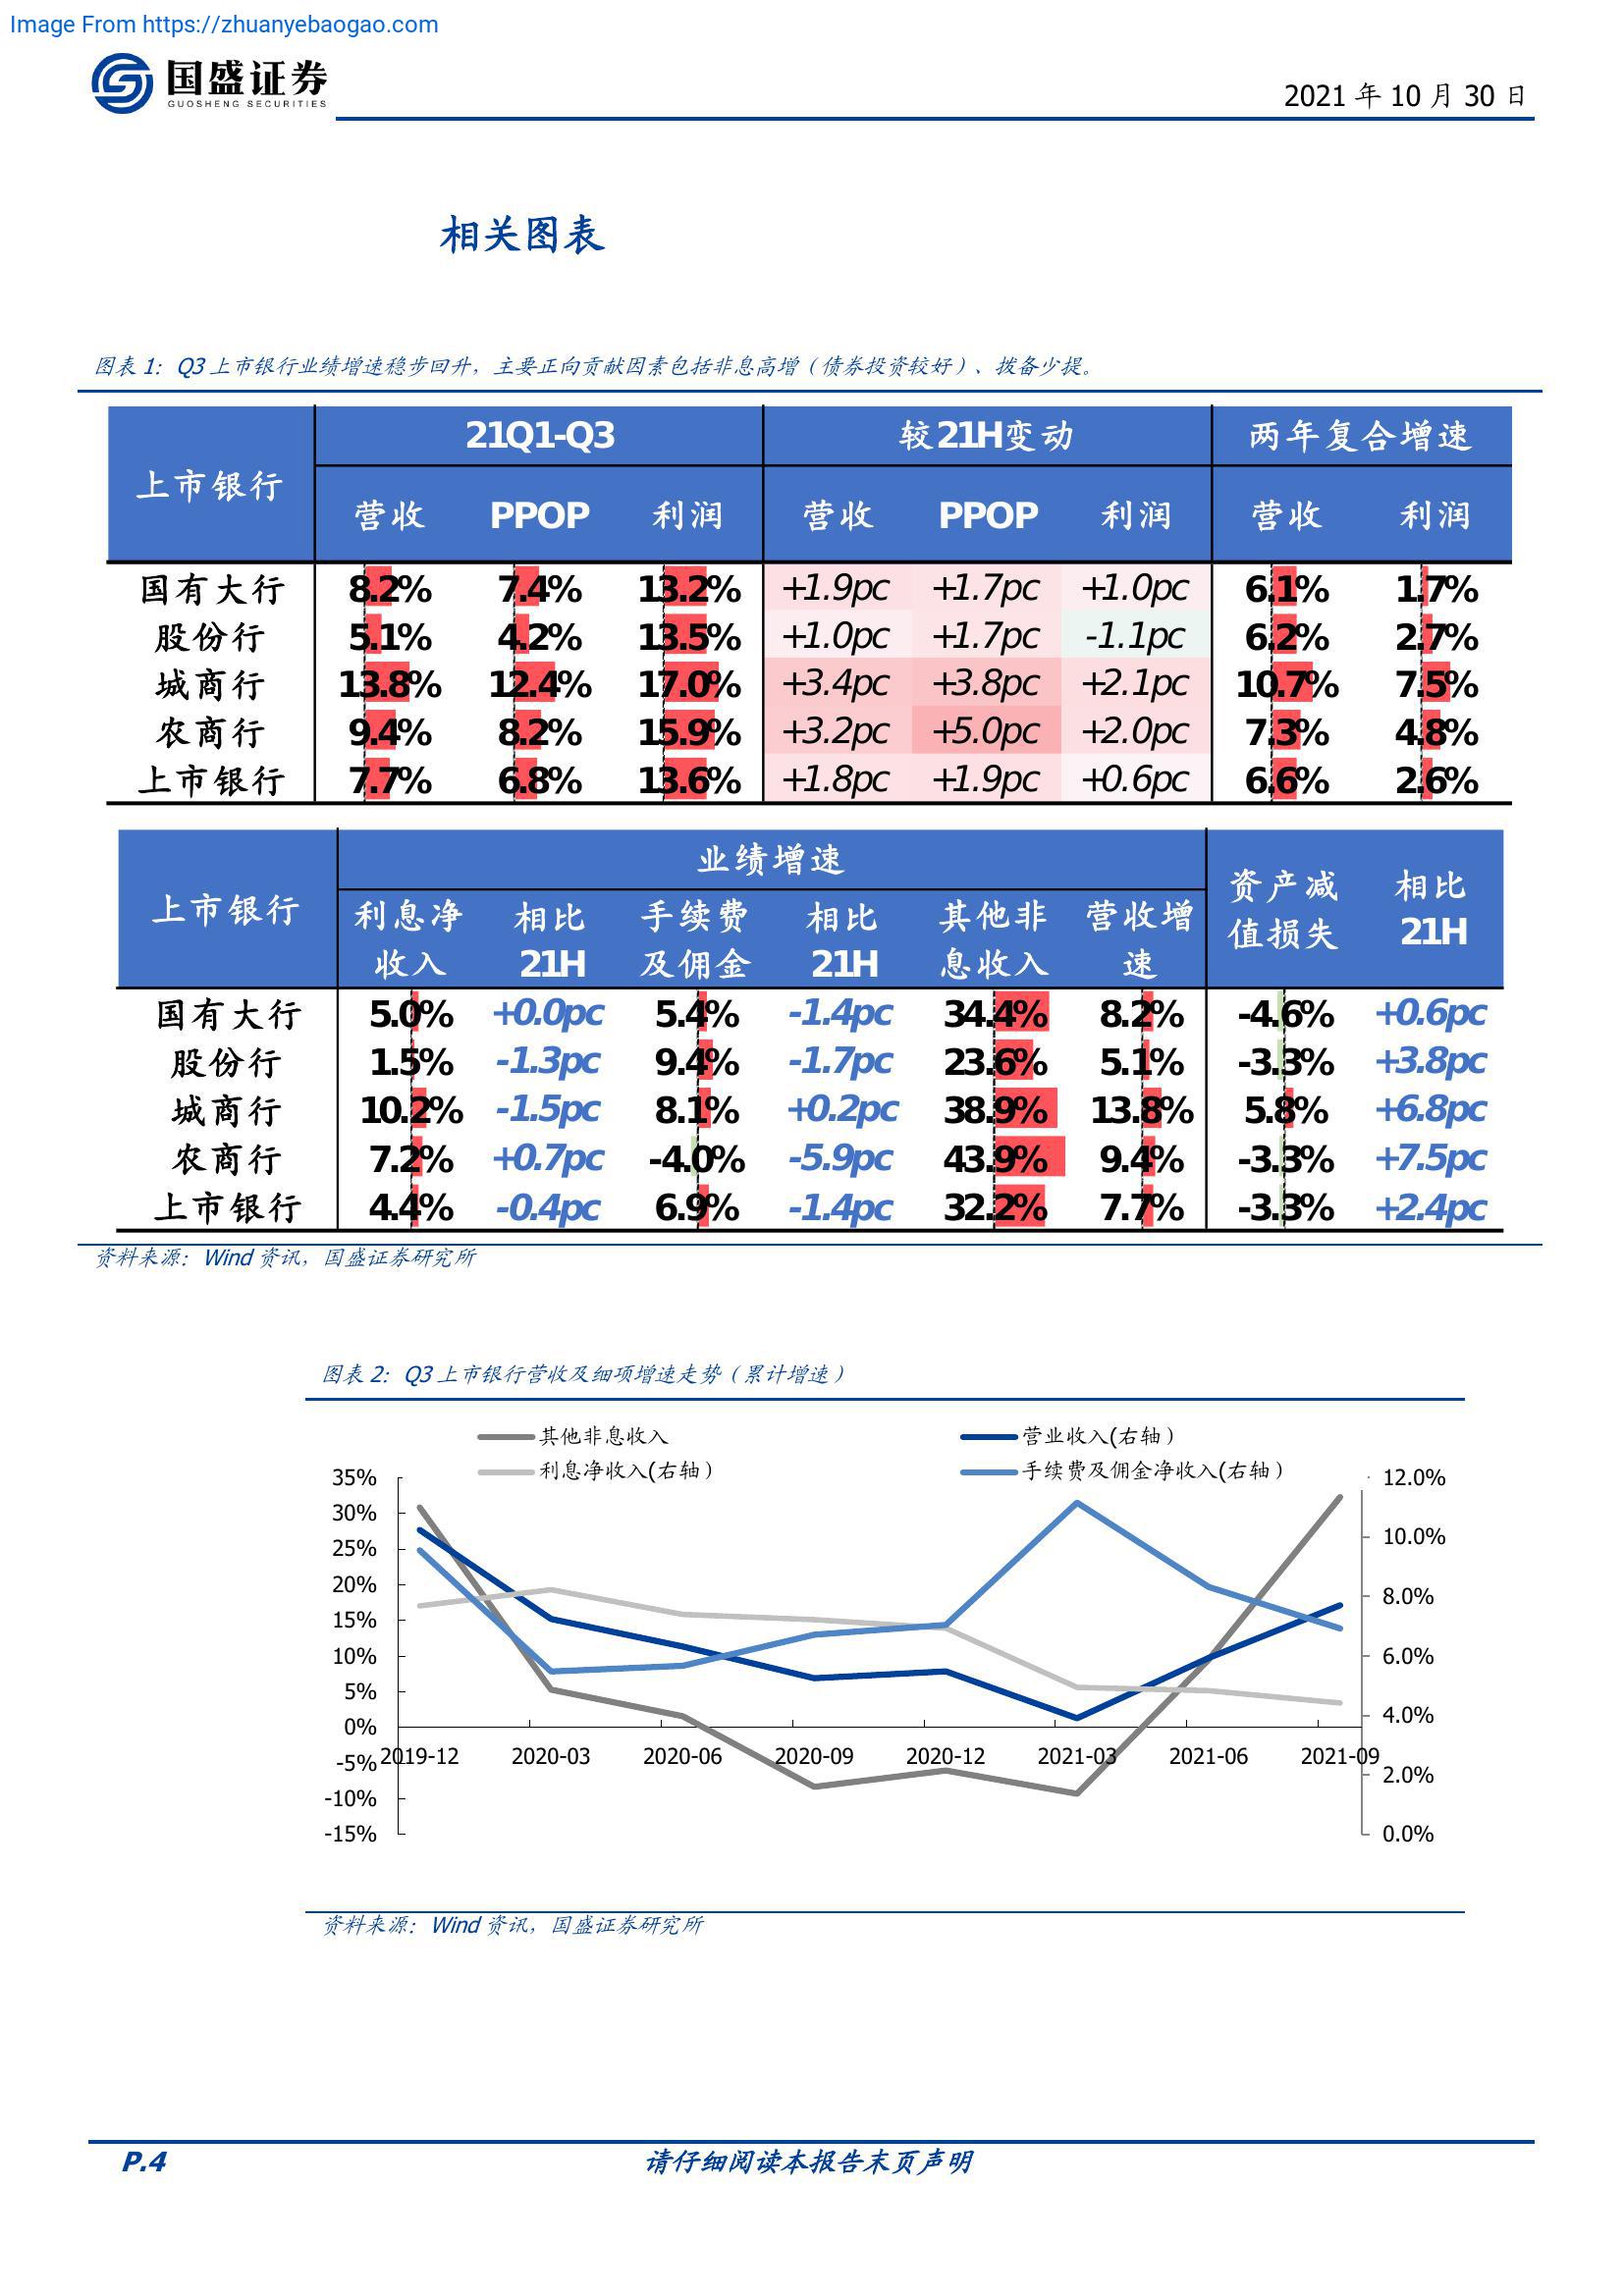 Image From https://zhuanyebaogao.com
国盛证券
GUOSHENG SECURITIES
2021 年 10 月 30 日
相关图表
图表 1：Q3 上市银行业绩增速稳步回升，主要正向贡献因素包括非息高增（债券投资较好）、拨备少提。
上市银行 21Q1-Q3 较21H变动 两年复合增速
营收 PPOP 利润 营收 PPOP 利润 营收 利润
国有大行 8.2% 7.4% 13.2% +1.9pc +1.7pc +1.0pc 6.1% 1.7%
股份行 5.1% 4.2% 13.5% +1.0pc +1.7pc -1.1pc 6.2% 2.7%
城商行 13.8% 12.4% 17.0% +3.4pc +3.8pc +2.1pc 10.7% 7.5%
农商行 9.4% 8.2% 15.9% +3.2pc +5.0pc +2.0pc 7.3% 4.8%
上市银行 7.7% 6.8% 13.6% +1.8pc +1.9pc +0.6pc 6.6% 2.6%
上市银行 业绩增速 资产减值损失 相比21H
利息净收入 相比21H 手续费及佣金 相比21H 其他非息收入 营收增速
国有大行 5.0% +0.0pc 5.4% -1.4pc 34.4% 8.2% -4.6% +0.6pc
股份行 1.5% -1.3pc 9.4% -1.7pc 23.6% 5.1% -3.3% +3.8pc
城商行 10.2% -1.5pc 8.1% +0.2pc 38.9% 13.8% 5.8% +6.8pc
农商行 7.2% +0.7pc -4.0% -5.9pc 43.9% 9.4% -3.3% +7.5pc
上市银行 4.4% -0.4pc 6.9% -1.4pc 32.2% 7.7% -3.3% +2.4pc
资料来源：Wind 资讯，国盛证券研究所
图表 2：Q3 上市银行营收及细项增速走势（累计增速）
其他非息收入 营业收入(右轴）
利息净收入(右轴） 手续费及佣金净收入(右轴）
35% 12.0%
30%
25% 10.0%
20% 8.0%
15%
10% 6.0%
5%
0% 4.0%
-5% 2.0%
-10%
-15% 0.0%
2019-12 2020-03 2020-06 2020-09 2020-12 2021-03 2021-06 2021-09
资料来源：Wind 资讯，国盛证券研究所
P.4 请仔细阅读本报告末页声明